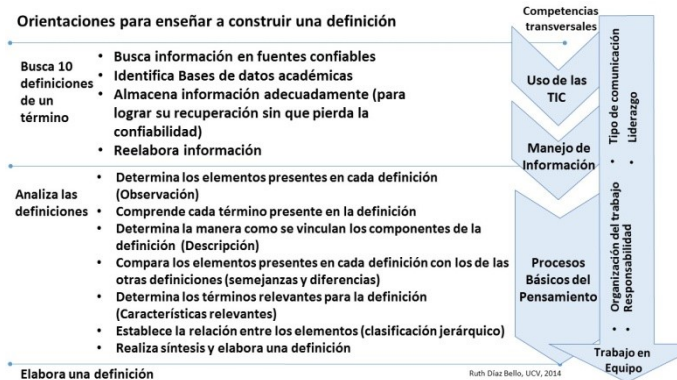 Orientaciones para enseñar a construir una definición
Competencias
transversales
Busca 10
definiciones
de un
término
• Busca información en fuentes confiables
• Identifica Bases de datos académicas
• Almacena información adecuadamente (para
lograr su recuperación sin que pierda la
confiabilidad)
• Reelabora información
Uso de las
TIC
Manejo de
Información
Analiza las
definiciones
• Determina los elementos presentes en cada definición
(Observación)
• Comprende cada término presente en la definición
• Determina la manera como se vinculan los componentes de la
definición (Descripción)
• Compara los elementos presentes en cada definición con los de las
otras definiciones (semejanzas y diferencias)
• Determina los términos relevantes para la definición
(Características relevantes)
• Establece la relación entre los elementos (clasificación jerárquico)
• Realiza síntesis y elabora una definición
Procesos
Básicos del
Pensamiento
• Organización del trabajo
• Responsabilidad
• Tipo de comunicación
• Liderazgo
Trabajo en
Equipo
Elabora una definición
Ruth Díaz Bello, UCV, 2014